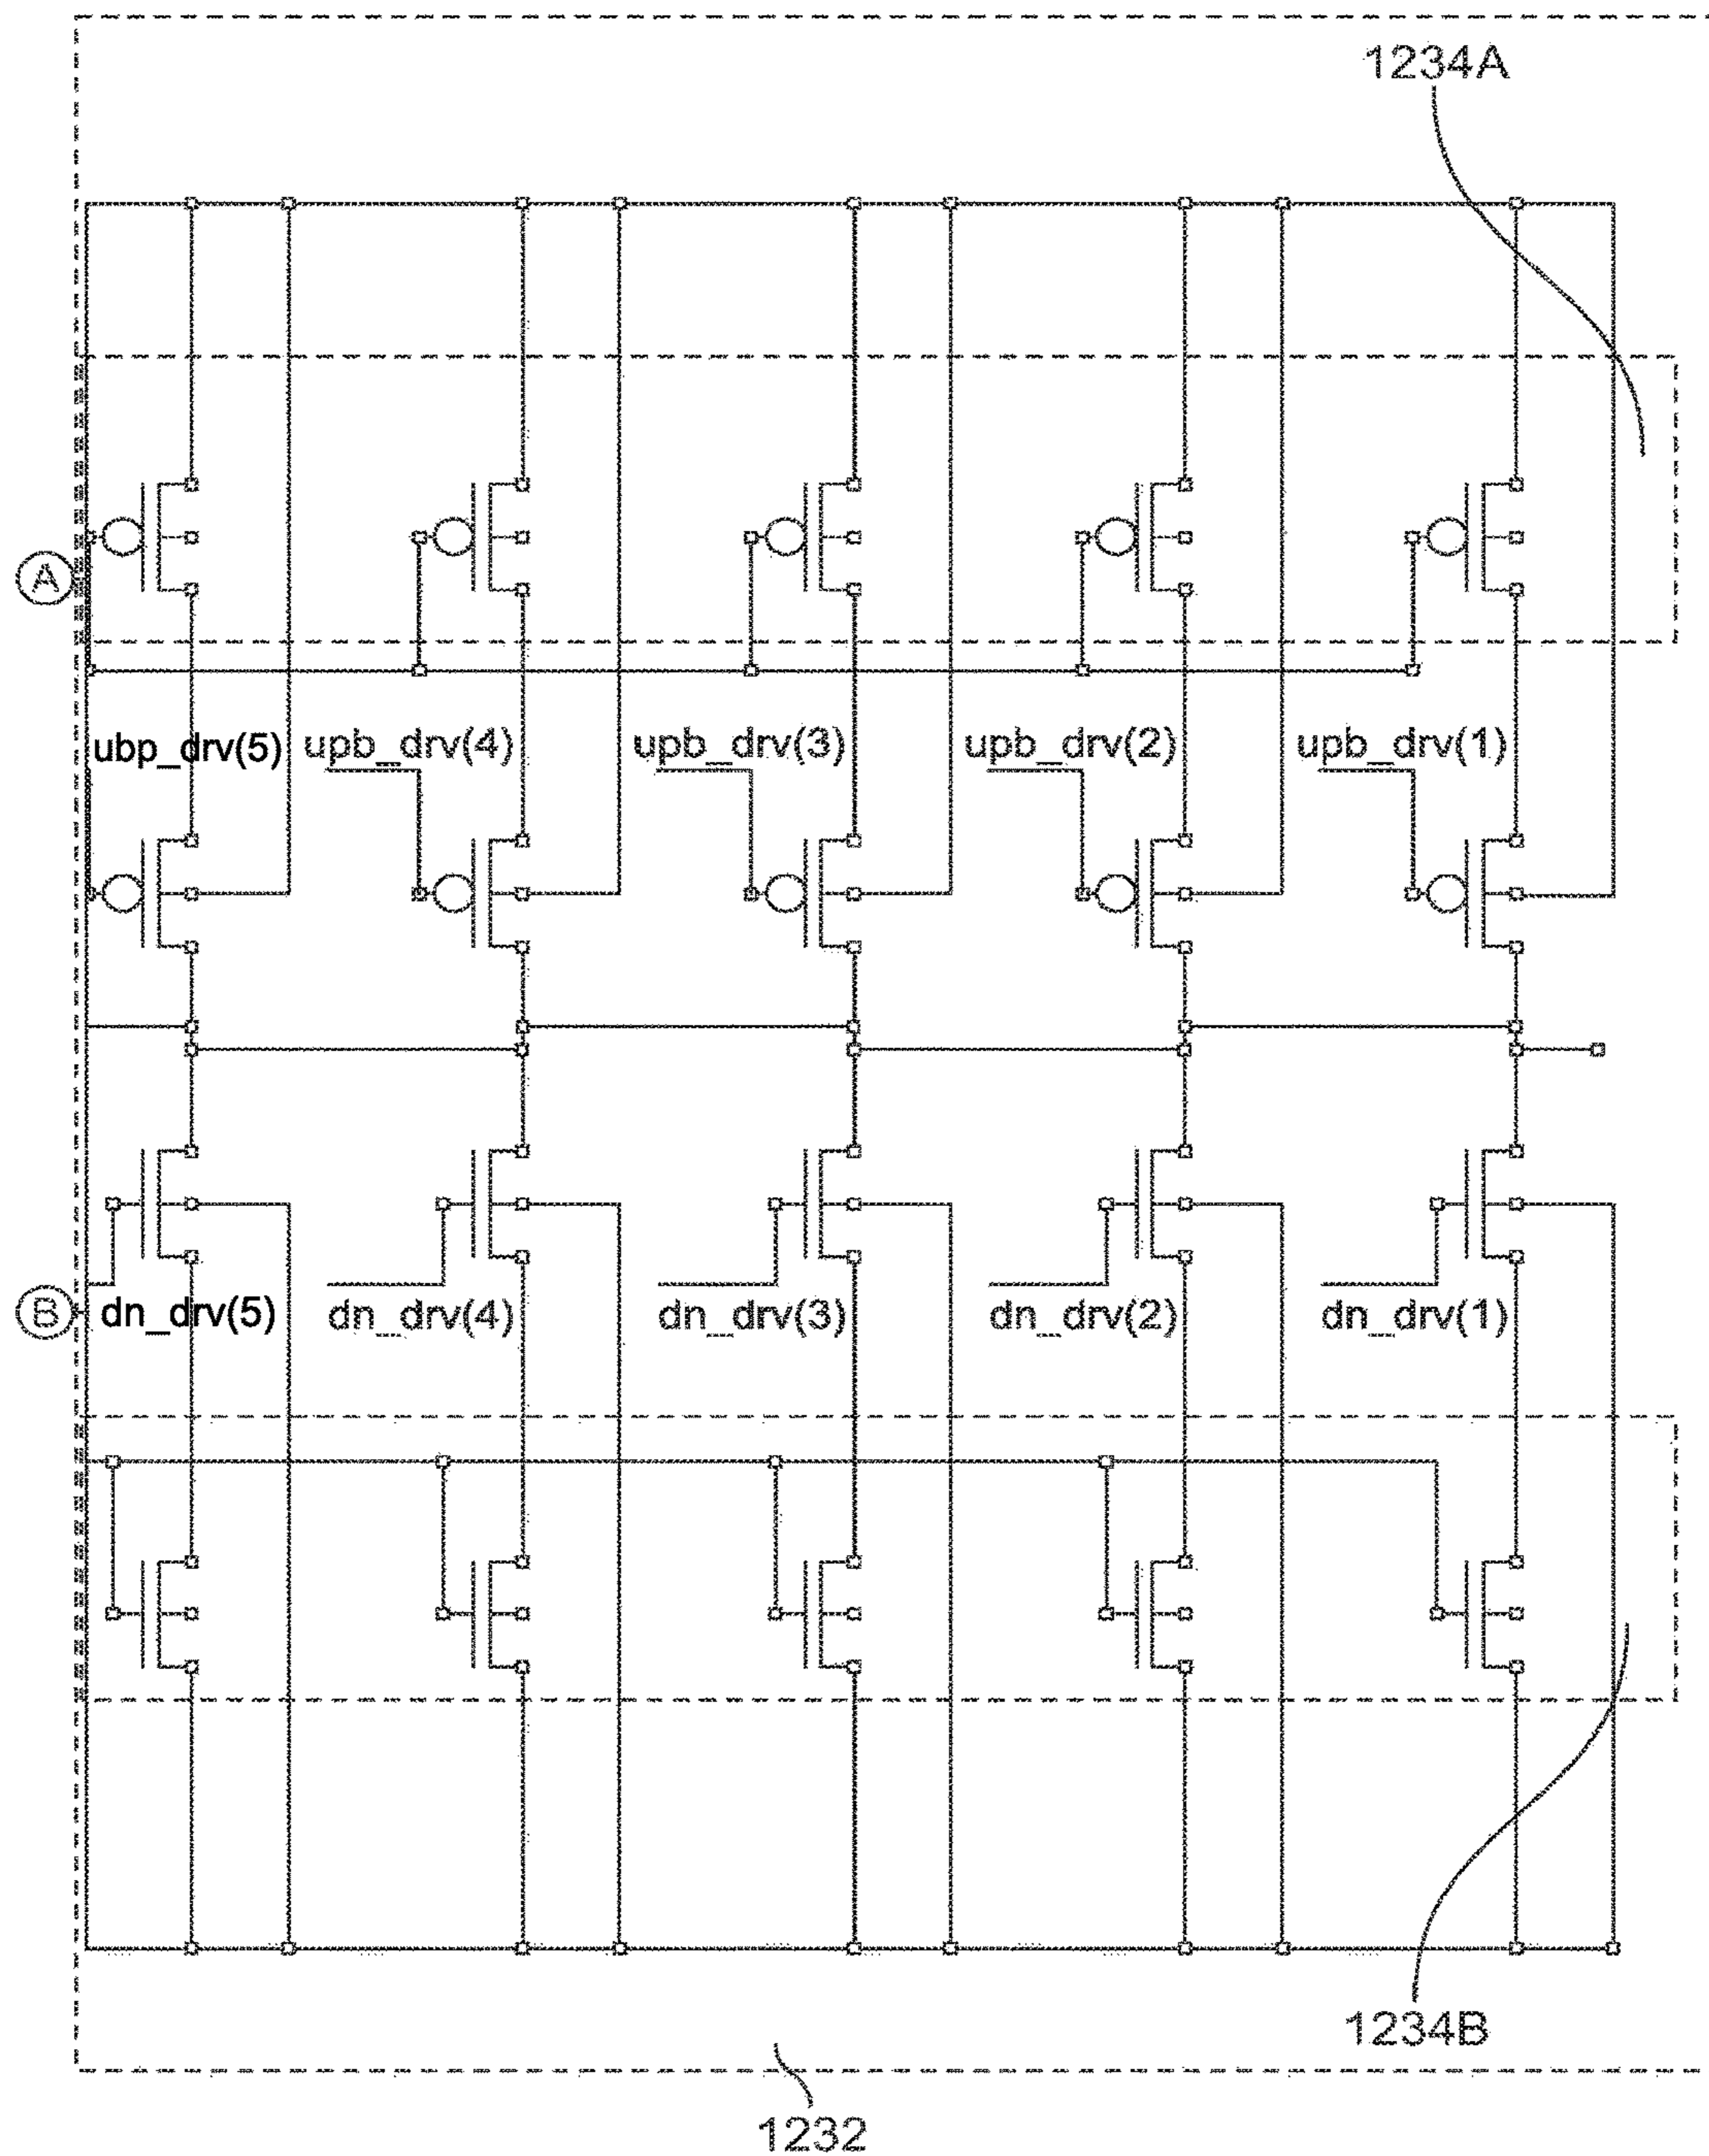 1234A
A
ubp_drv(5) upb_drv(4) upb_drv(3) upb_drv(2) upb_drv(1)
B
dn_drv(5) dn_drv(4) dn_drv(3) dn_drv(2) dn_drv(1)
1234B
1232